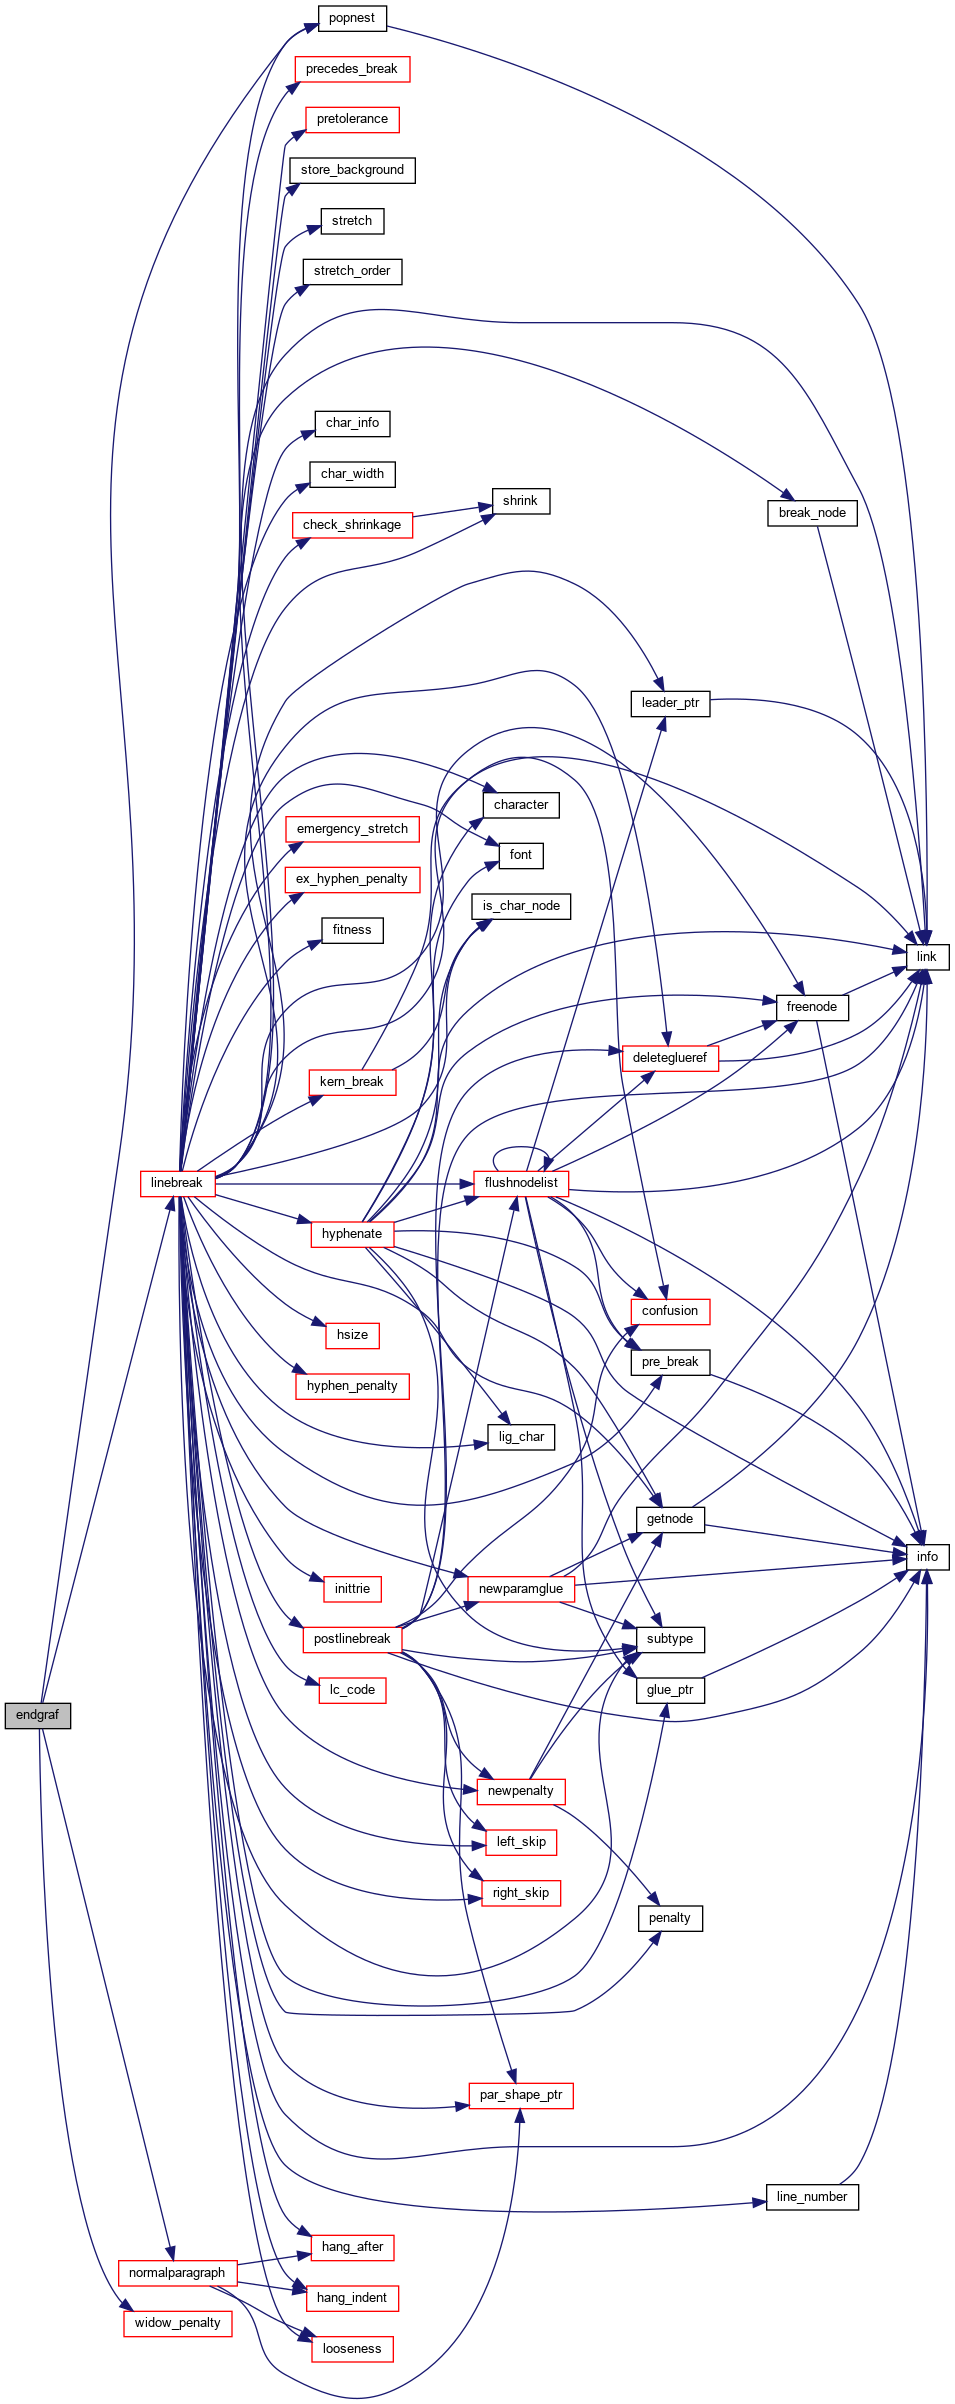 popnest
precedes_break
pretolerance
store_background
stretch
stretch_order
char_info
char_width
shrink
check_shrinkage
break_node
leader_ptr
character
emergency_stretch
font
ex_hyphen_penalty
is_char_node
fitness
link
freenode
deleteglueref
kern_break
linebreak
flushnodelist
hyphenate
confusion
hsize
pre_break
hyphen_penalty
lig_char
getnode
info
inittrie
newparamglue
postlinebreak
subtype
lc_code
glue_ptr
endgraf
newpenalty
left_skip
right_skip
penalty
par_shape_ptr
line_number
hang_after
normalparagraph
hang_indent
widow_penalty
looseness